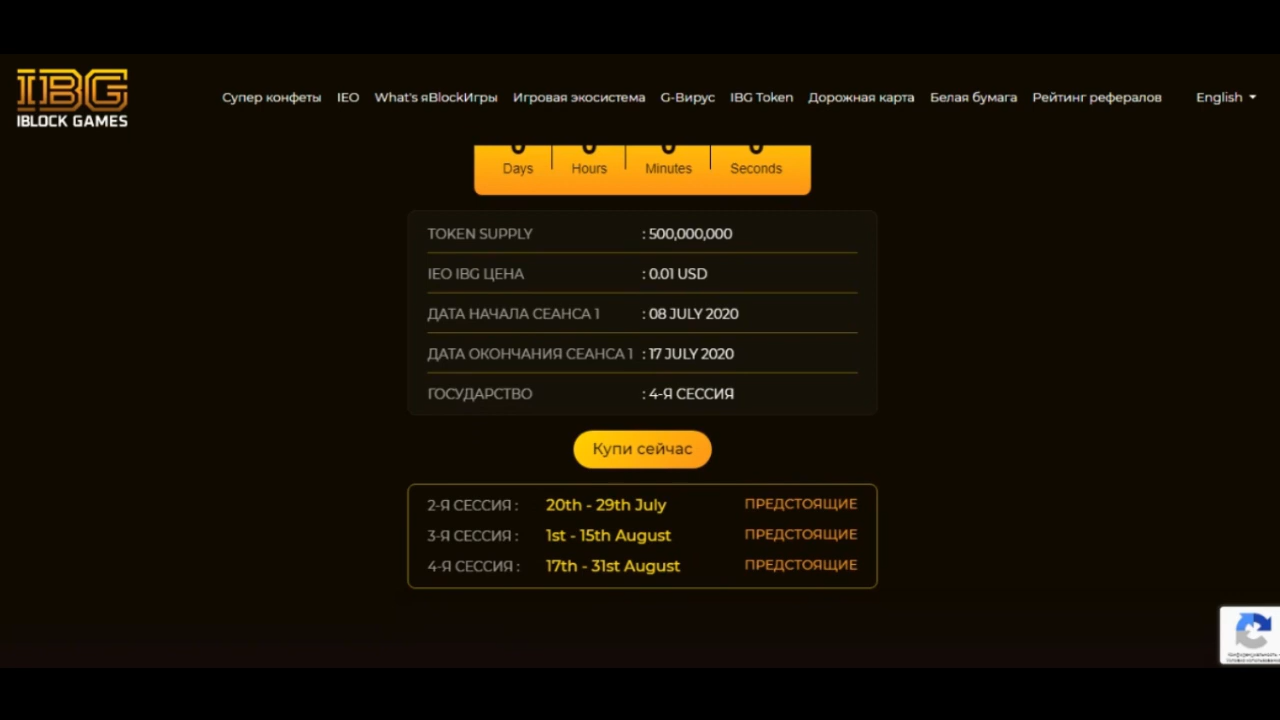 IBG
IBLOCK GAMES
Супер конфеты IEO What's яBlockИгры Игровая экосистема G-Вирус IBG Token Дорожная карта Белая бумага Рейтинг рефералов English
Days Hours Minutes Seconds
TOKEN SUPPLY : 500,000,000
IEO IBG ЦЕНА : 0.01 USD
ДАТА НАЧАЛА СЕАНСА 1 : 08 JULY 2020
ДАТА ОКОНЧАНИЯ СЕАНСА 1 : 17 JULY 2020
ГОСУДАРСТВО : 4-Я СЕССИЯ
Купи сейчас
2-Я СЕССИЯ : 20th - 29th July ПРЕДСТОЯЩИЕ
3-Я СЕССИЯ : 1st - 15th August ПРЕДСТОЯЩИЕ
4-Я СЕССИЯ : 17th - 31st August ПРЕДСТОЯЩИЕ